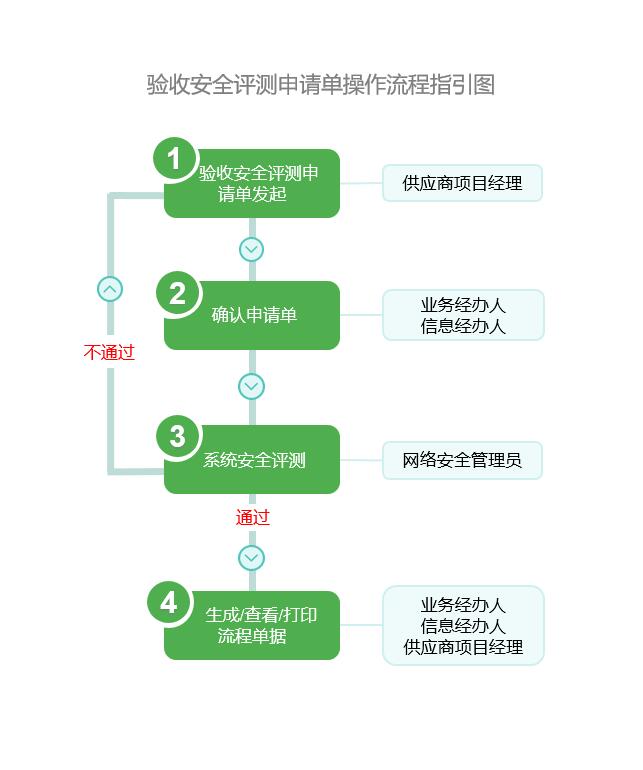 验收安全评测申请单操作流程指引图
1
验收安全评测申
请单发起
供应商项目经理
2
确认申请单
业务经办人
信息经办人
不通过
3
系统安全评测
网络安全管理员
通过
4
生成/查看/打印
流程单据
业务经办人
信息经办人
供应商项目经理